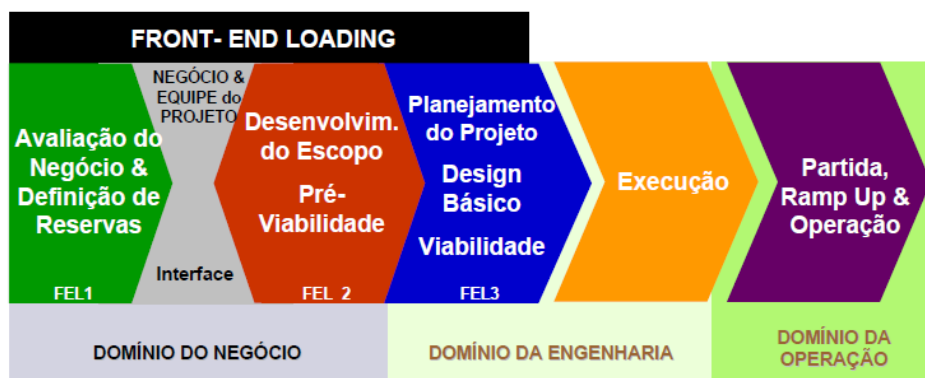 FRONT- END LOADING
Avaliação do
Negócio &
Definição de
Reservas
FEL1
NEGÓCIO &
EQUIPE do
PROJETO
Interface
Desenvolvim.
do Escopo
Pré-
Viabilidade
FEL 2
Planejamento
do Projeto
Design
Básico
Viabilidade
FEL3
Execução
Partida,
Ramp Up &
Operação
DOMÍNIO DO NEGÓCIO
DOMÍNIO DA ENGENHARIA
DOMÍNIO DA
OPERAÇÃO